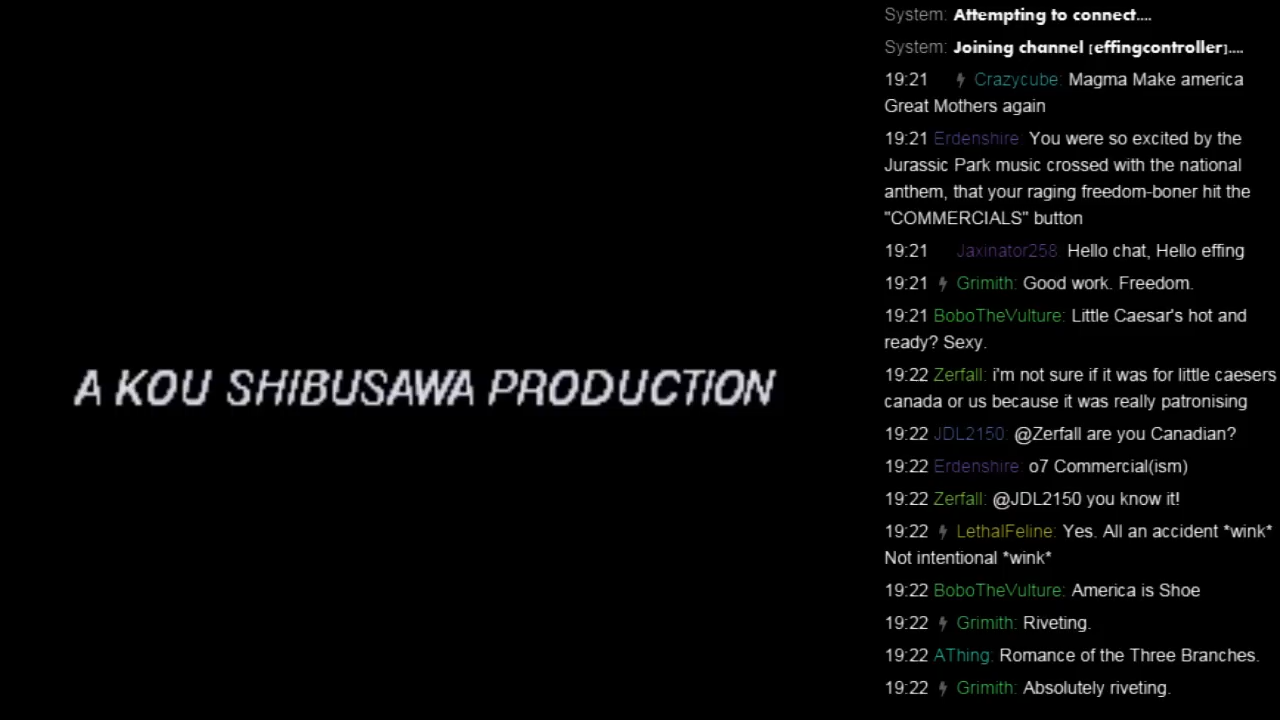 A KOU SHIBUSAWA PRODUCTION
System: Attempting to connect....
System: Joining channel [effingcontroller]....
19:21 Crazycube: Magma Make america
Great Mothers again
19:21 Erdenshire: You were so excited by the
Jurassic Park music crossed with the national
anthem, that your raging freedom-boner hit the
"COMMERCIALS" button
19:21 Jaxinator258: Hello chat, Hello effing
19:21 Grimith: Good work. Freedom.
19:21 BoboTheVulture: Little Caesar's hot and
ready? Sexy.
19:22 Zerfall: i'm not sure if it was for little caesers
canada or us because it was really patronising
19:22 JDL2150: @Zerfall are you Canadian?
19:22 Erdenshire: o7 Commercial(ism)
19:22 Zerfall: @JDL2150 you know it!
19:22 LethalFeline: Yes. All an accident *wink*
Not intentional *wink*
19:22 BoboTheVulture: America is Shoe
19:22 Grimith: Riveting.
19:22 AThing: Romance of the Three Branches.
19:22 Grimith: Absolutely riveting.